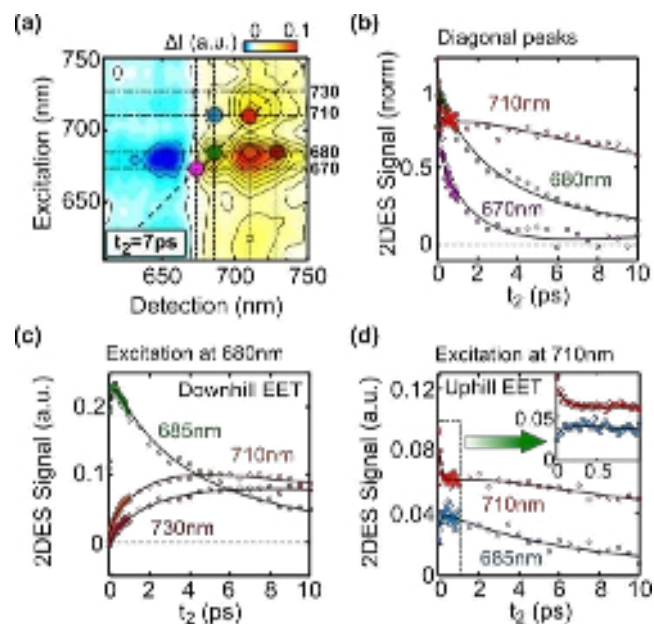 (a)
ΔI (a.u.)
0 0.1
750
700
650
Excitation (nm)
0
730
710
680
670
t2=7ps
650 700 750
Detection (nm)
(b)
Diagonal peaks
2DES Signal (norm)
1
0.5
0
710nm
680nm
670nm
0 2 4 6 8 10
t2 (ps)
(c)
Excitation at 680nm
Downhill EET
2DES Signal (a.u.)
0.2
0.1
0
685nm
710nm
730nm
0 2 4 6 8 10
t2 (ps)
(d)
Excitation at 710nm
Uphill EET
2DES Signal (a.u.)
0.12
0.08
0.04
0
0.1
0.05
0
0 0.5
710nm
685nm
0 2 4 6 8 10
t2 (ps)